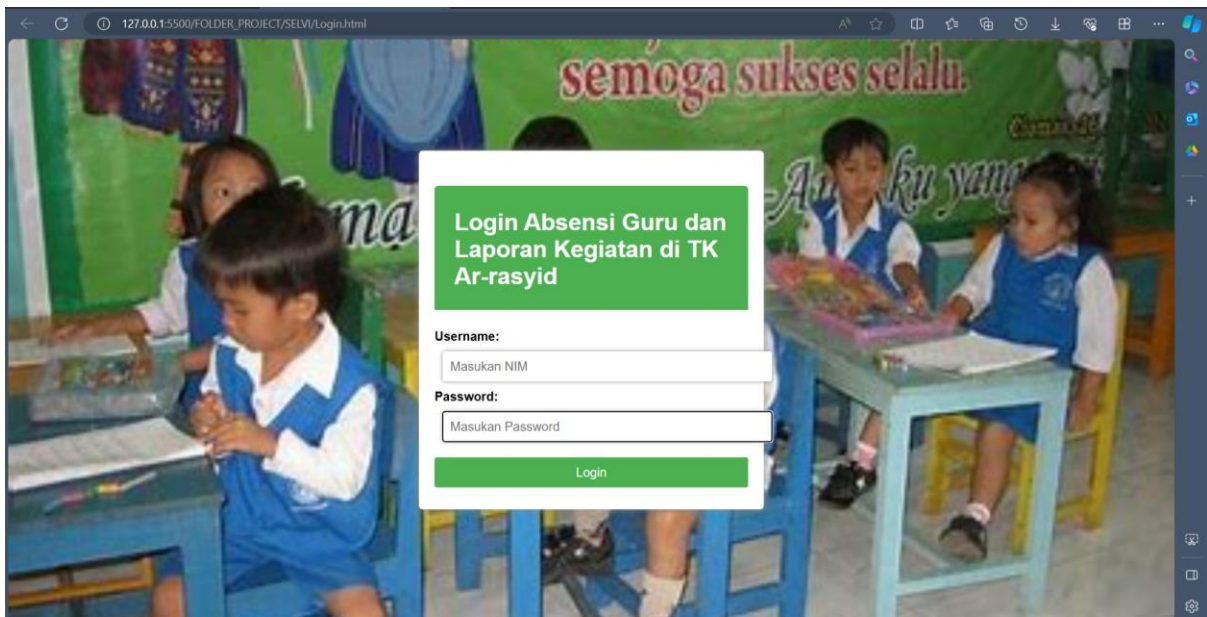 127.0.0.1:5500/FOLDER_PROJECT/SELVI/Login.html
semoga sukses selalu.
Login Absensi Guru dan
Laporan Kegiatan di TK
Ar-rasyid
Username:
Masukan NIM
Password:
Masukan Password
Login